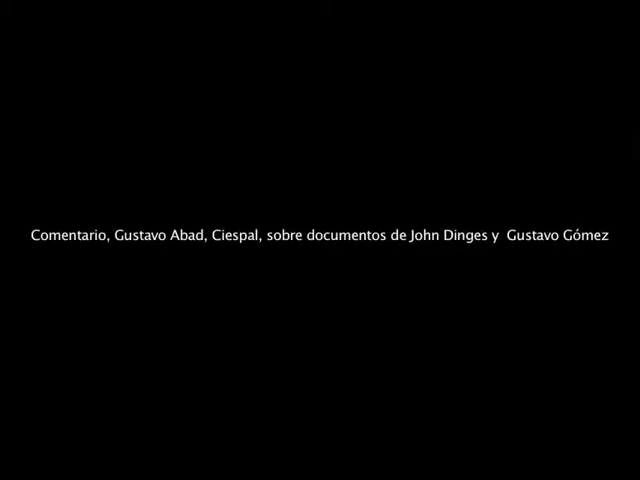 Comentario, Gustavo Abad, Ciespal, sobre documentos de John Dinges y  Gustavo Gómez